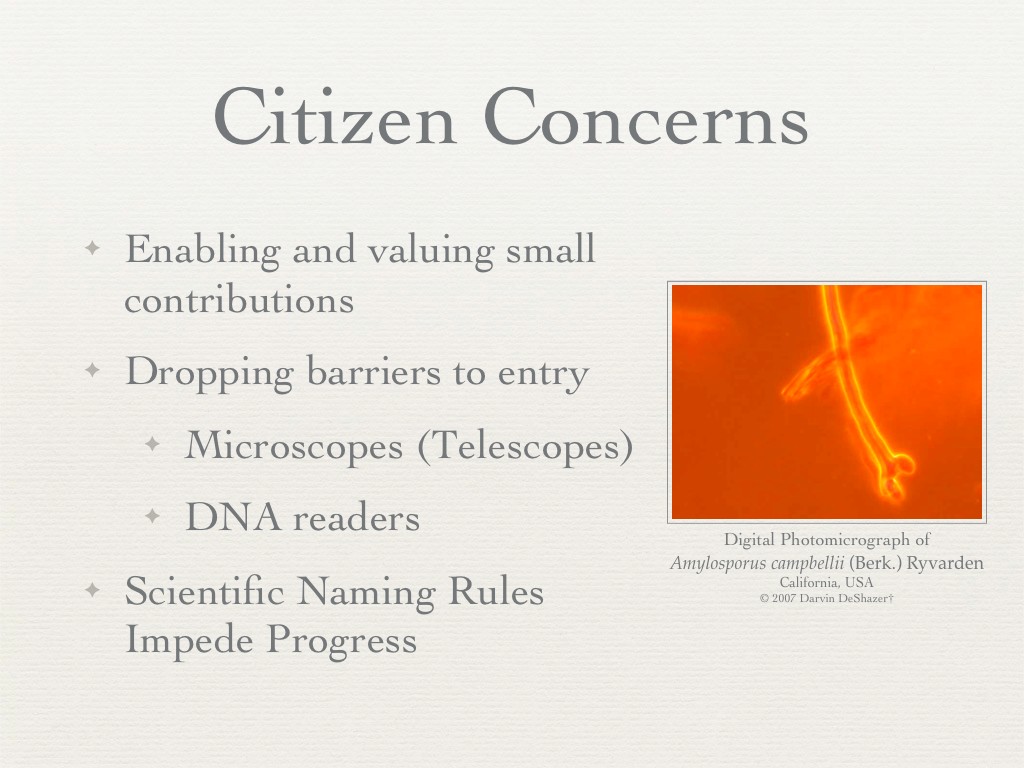 Citizen Concerns
✦ Enabling and valuing small
contributions
✦ Dropping barriers to entry
✦ Microscopes (Telescopes)
✦ DNA readers
✦ Scientific Naming Rules
Impede Progress
Digital Photomicrograph of
Amylosporus campbellii (Berk.) Ryvarden
California, USA
© 2007 Darvin DeShazer†